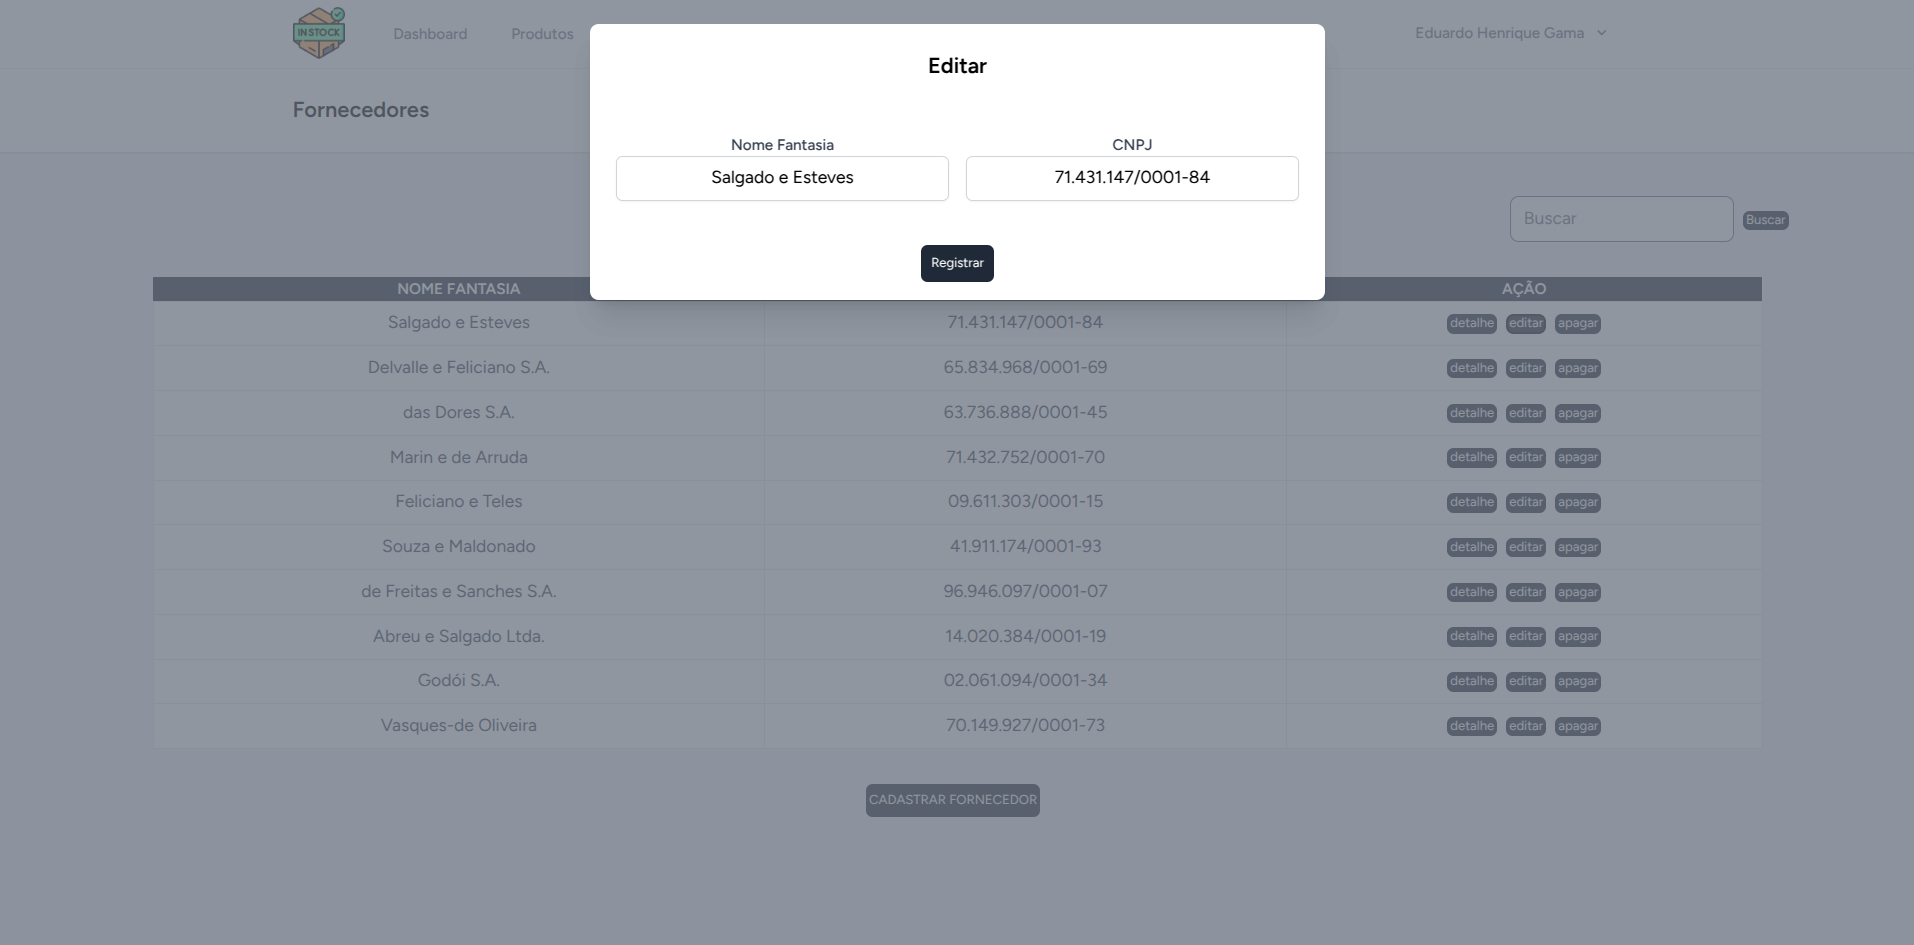 IN STOCK
Dashboard
Produtos
Eduardo Henrique Gama
Fornecedores
Editar
Nome Fantasia
CNPJ
Salgado e Esteves
71.431.147/0001-84
Registrar
Buscar
Buscar
NOME FANTASIA
AÇÃO
Salgado e Esteves 71.431.147/0001-84 detalhe editar apagar
Delvalle e Feliciano S.A. 65.834.968/0001-69 detalhe editar apagar
das Dores S.A. 63.736.888/0001-45 detalhe editar apagar
Marin e de Arruda 71.432.752/0001-70 detalhe editar apagar
Feliciano e Teles 09.611.303/0001-15 detalhe editar apagar
Souza e Maldonado 41.911.174/0001-93 detalhe editar apagar
de Freitas e Sanches S.A. 96.946.097/0001-07 detalhe editar apagar
Abreu e Salgado Ltda. 14.020.384/0001-19 detalhe editar apagar
Godói S.A. 02.061.094/0001-34 detalhe editar apagar
Vasques-de Oliveira 70.149.927/0001-73 detalhe editar apagar
CADASTRAR FORNECEDOR